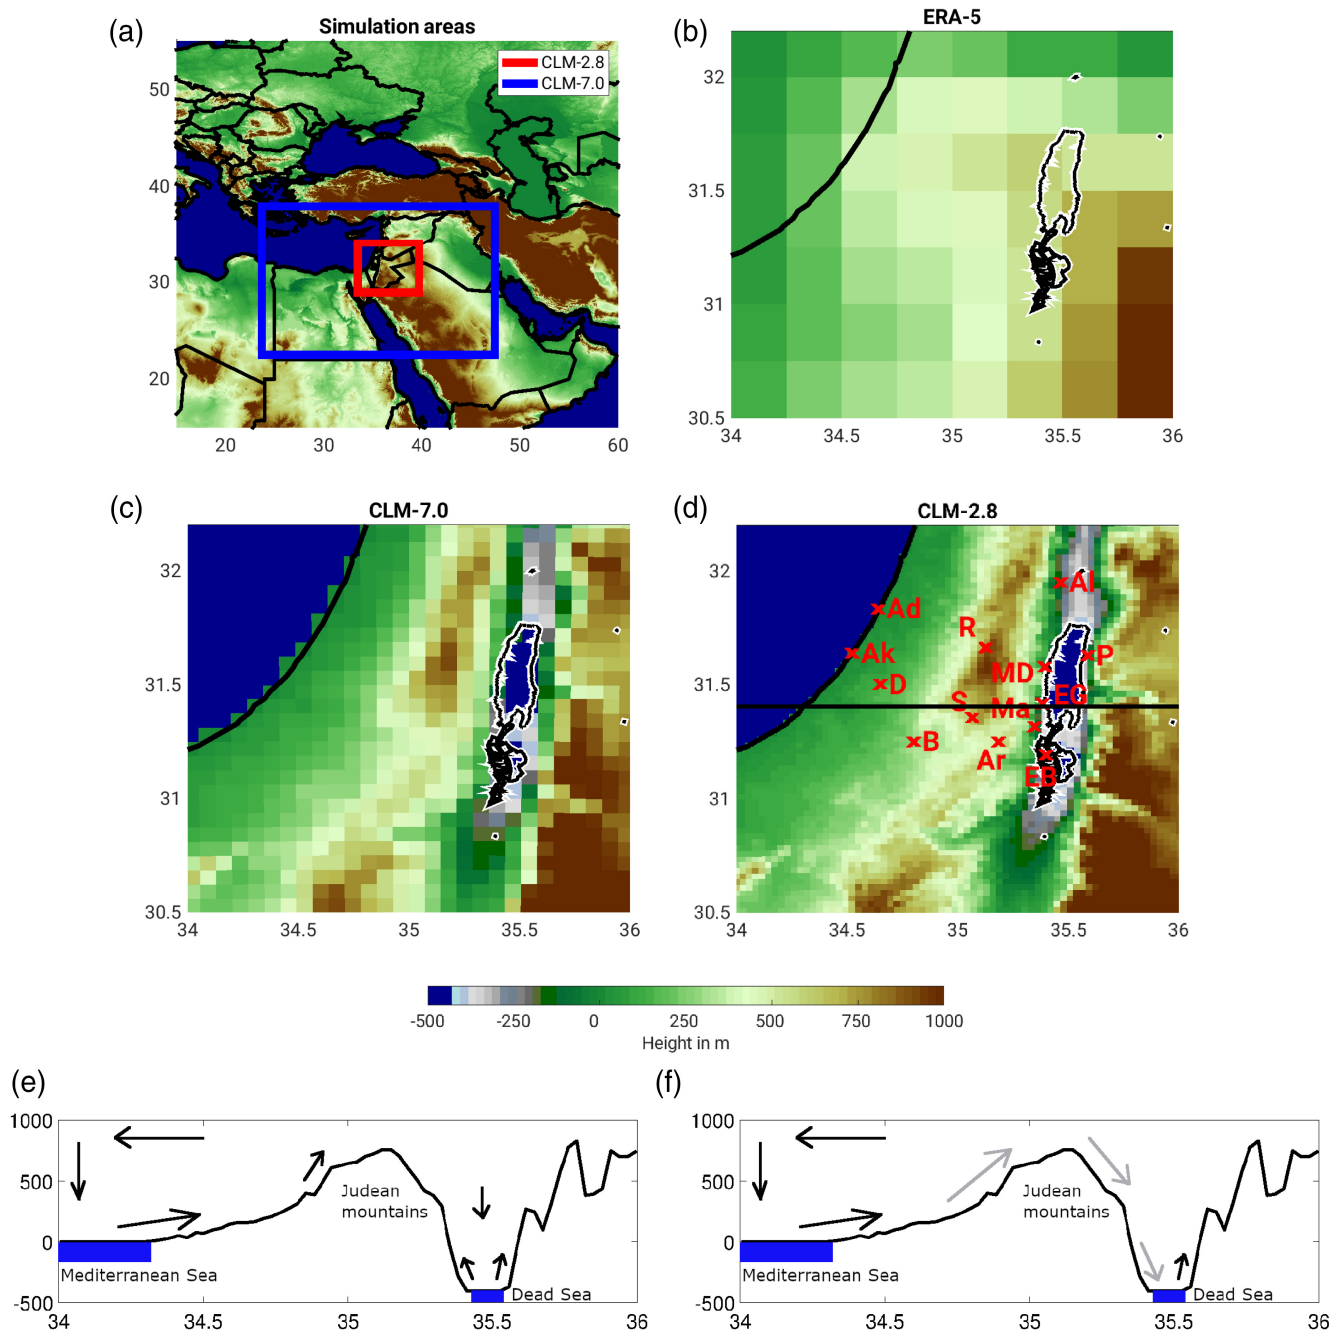 (a)
Simulation areas
CLM-2.8
CLM-7.0
50
40
30
20
20
30
40
50
60
(b)
ERA-5
32
31.5
31
30.5
34
34.5
35
35.5
36
(c)
CLM-7.0
32
31.5
31
30.5
34
34.5
35
35.5
36
(d)
CLM-2.8
32
31.5
31
30.5
Al
Ad
R
Ak
P
MD
D
EG
S
Ma
B
Ar
EB
34
34.5
35
35.5
36
-500
-250
0
250
500
750
1000
Height in m
(e)
1000
500
0
-500
Judean
mountains
Mediterranean Sea
Dead Sea
34
34.5
35
35.5
36
(f)
1000
500
0
-500
Judean
mountains
Mediterranean Sea
Dead Sea
34
34.5
35
35.5
36